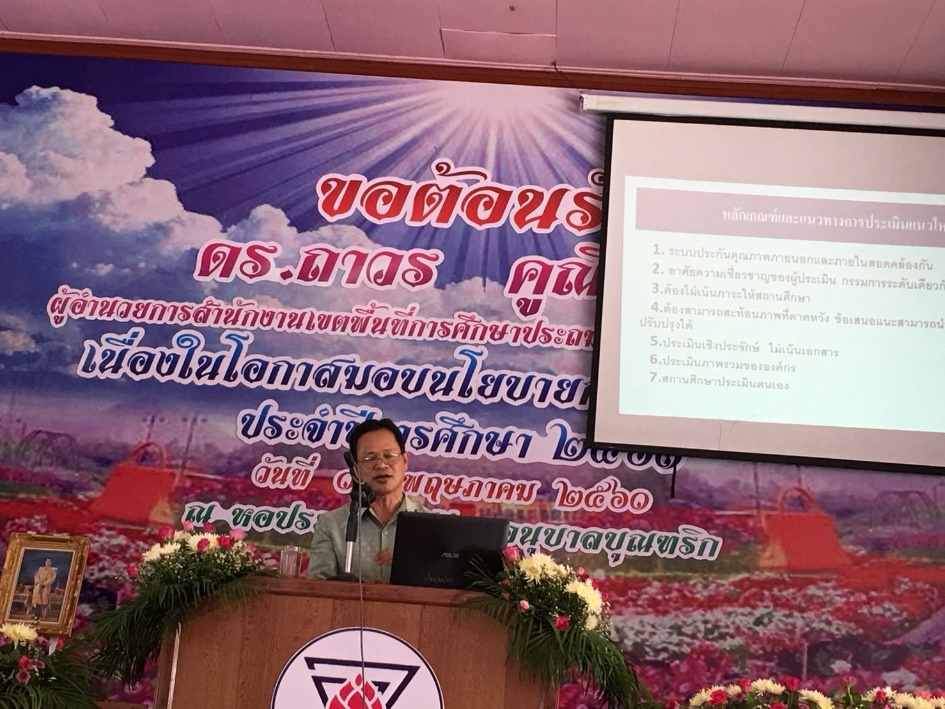 ขอต้อนรั
ดร.ถาวร คูณิ
ผู้อำนวยการสำนักงานเขตพื้นที่การศึกษาประถ
เนื่องในโอกาสมอบนโยบาย
ประจำปีการศึกษา ๒๕๖๐
วันที่ พฤษภาคม ๒๕๖๐
ณ หอประ อนุบาลบุณฑริก
หลักเกณฑ์และแนวทางการประเมินแนวให
1. ระบบประกันคุณภาพภายนอกและภายในสอดคล้องกัน
2. อาศัยความเชี่ยวชาญของผู้ประเมิน กรรมการระดับเดียวกั
3.ต้องไม่เป็นภาระให้สถานศึกษา
4.ต้องสามารถสะท้อนภาพที่คาดหวัง ข้อเสนอแนะสามารถนำ
ปรับปรุงได้
5.ประเมินเชิงประจักษ์ ไม่เน้นเอกสาร
6.ประเมินภาพรวมขององค์กร
7.สถานศึกษาประเมินตนเอง
ASUS